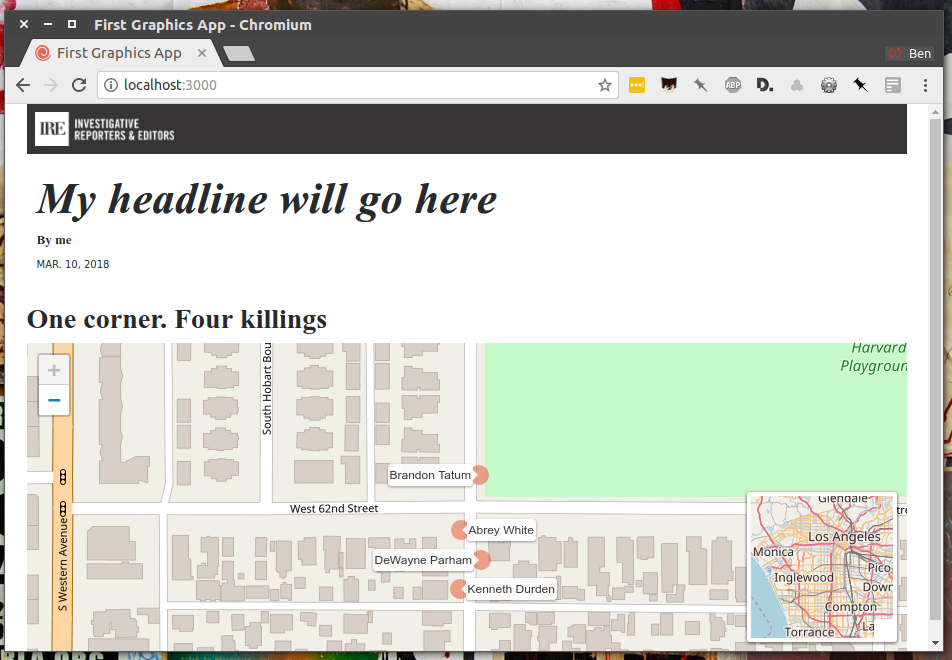 First Graphics App - Chromium
First Graphics App
Ben
localhost:3000
ABP
D.
IRE
INVESTIGATIVE
REPORTERS & EDITORS
My headline will go here
By me
MAR. 10, 2018
One corner. Four killings
+
−
Harvard
Playgroun
South Hobart Bou
Brandon Tatum
West 62nd Street
Abrey White
DeWayne Parham
Kenneth Durden
S Western Avenue
Glendale
Los Angeles
Monica
Pico
Inglewood
Down
Compton
La
Torrance